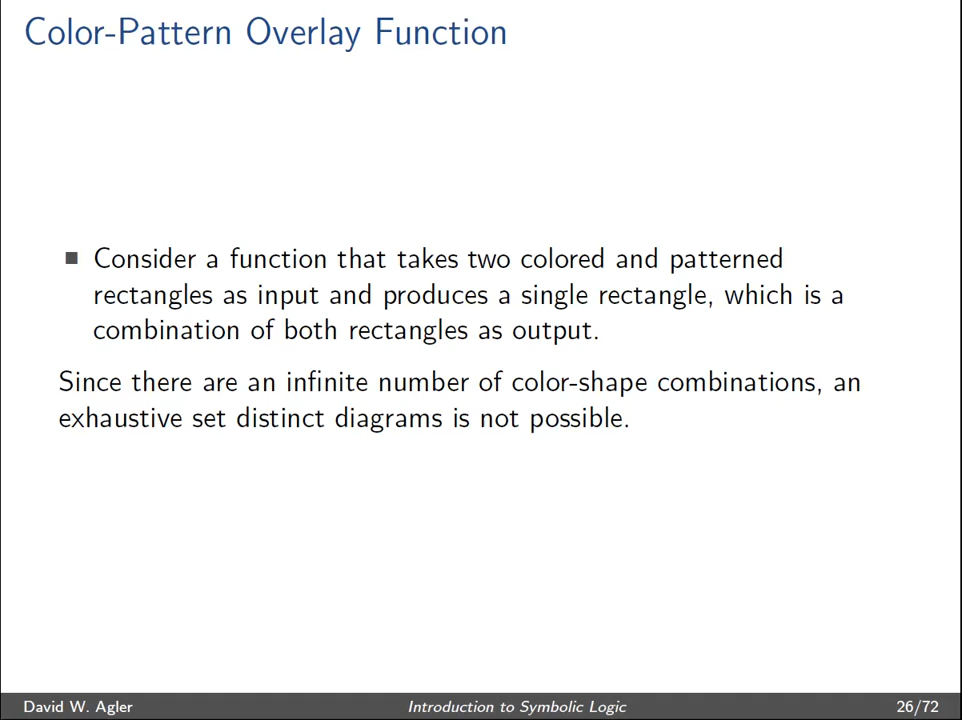 Color-Pattern Overlay Function
Consider a function that takes two colored and patterned
rectangles as input and produces a single rectangle, which is a
combination of both rectangles as output.
Since there are an infinite number of color-shape combinations, an
exhaustive set distinct diagrams is not possible.
David W. Agler Introduction to Symbolic Logic 26/72